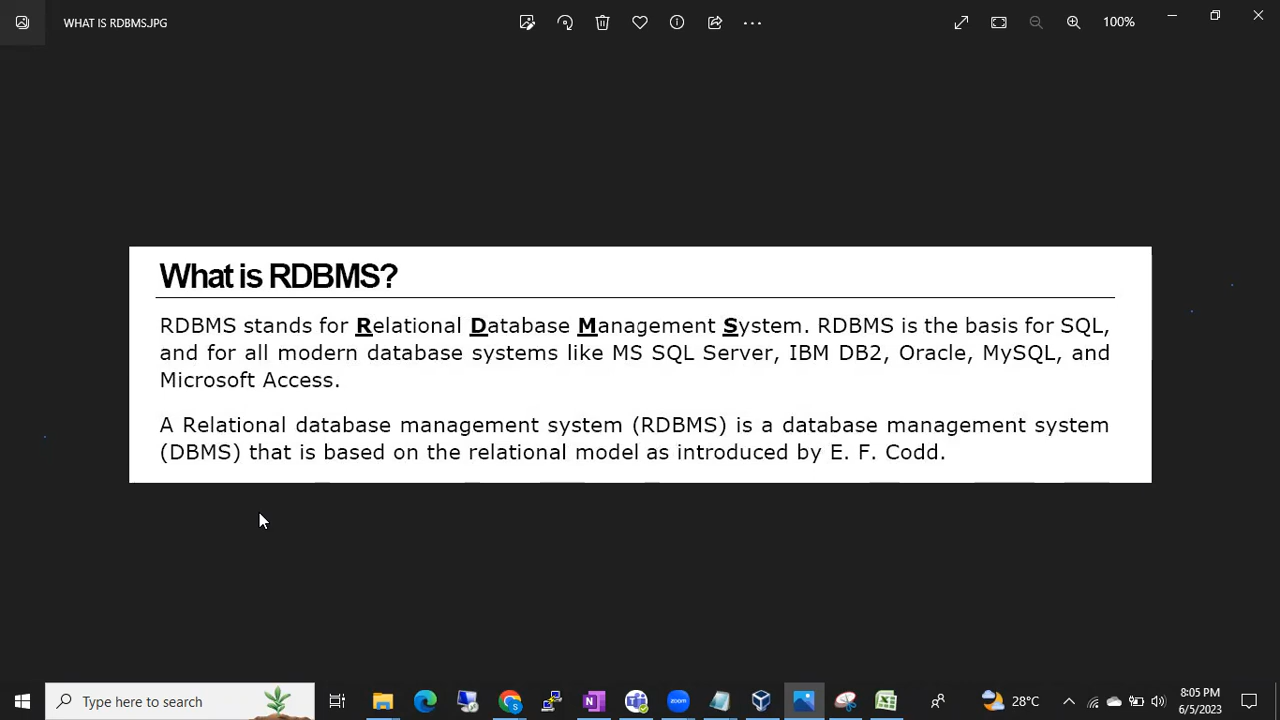 WHAT IS RDBMS.JPG
100%
What is RDBMS?
RDBMS stands for Relational Database Management System. RDBMS is the basis for SQL,
and for all modern database systems like MS SQL Server, IBM DB2, Oracle, MySQL, and
Microsoft Access.
A Relational database management system (RDBMS) is a database management system
(DBMS) that is based on the relational model as introduced by E. F. Codd.
Type here to search
28°C
8:05 PM
6/5/2023